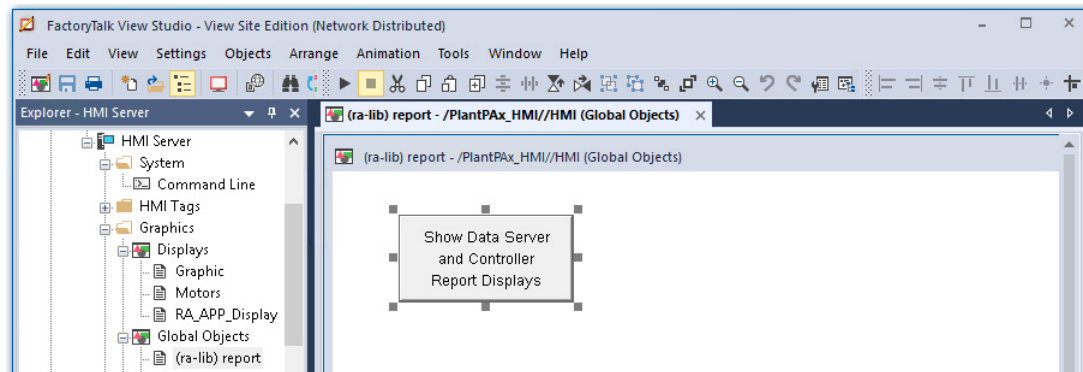 FactoryTalk View Studio - View Site Edition (Network Distributed)
File Edit View Settings Objects Arrange Animation Tools Window Help
Explorer - HMI Server
(ra-lib) report - /PlantPAx_HMI//HMI (Global Objects)
HMI Server
(ra-lib) report - /PlantPAx_HMI//HMI (Global Objects)
System
Command Line
HMI Tags
Graphics
Displays
Graphic
Motors
RA_APP_Display
Global Objects
(ra-lib) report
Show Data Server
and Controller
Report Displays